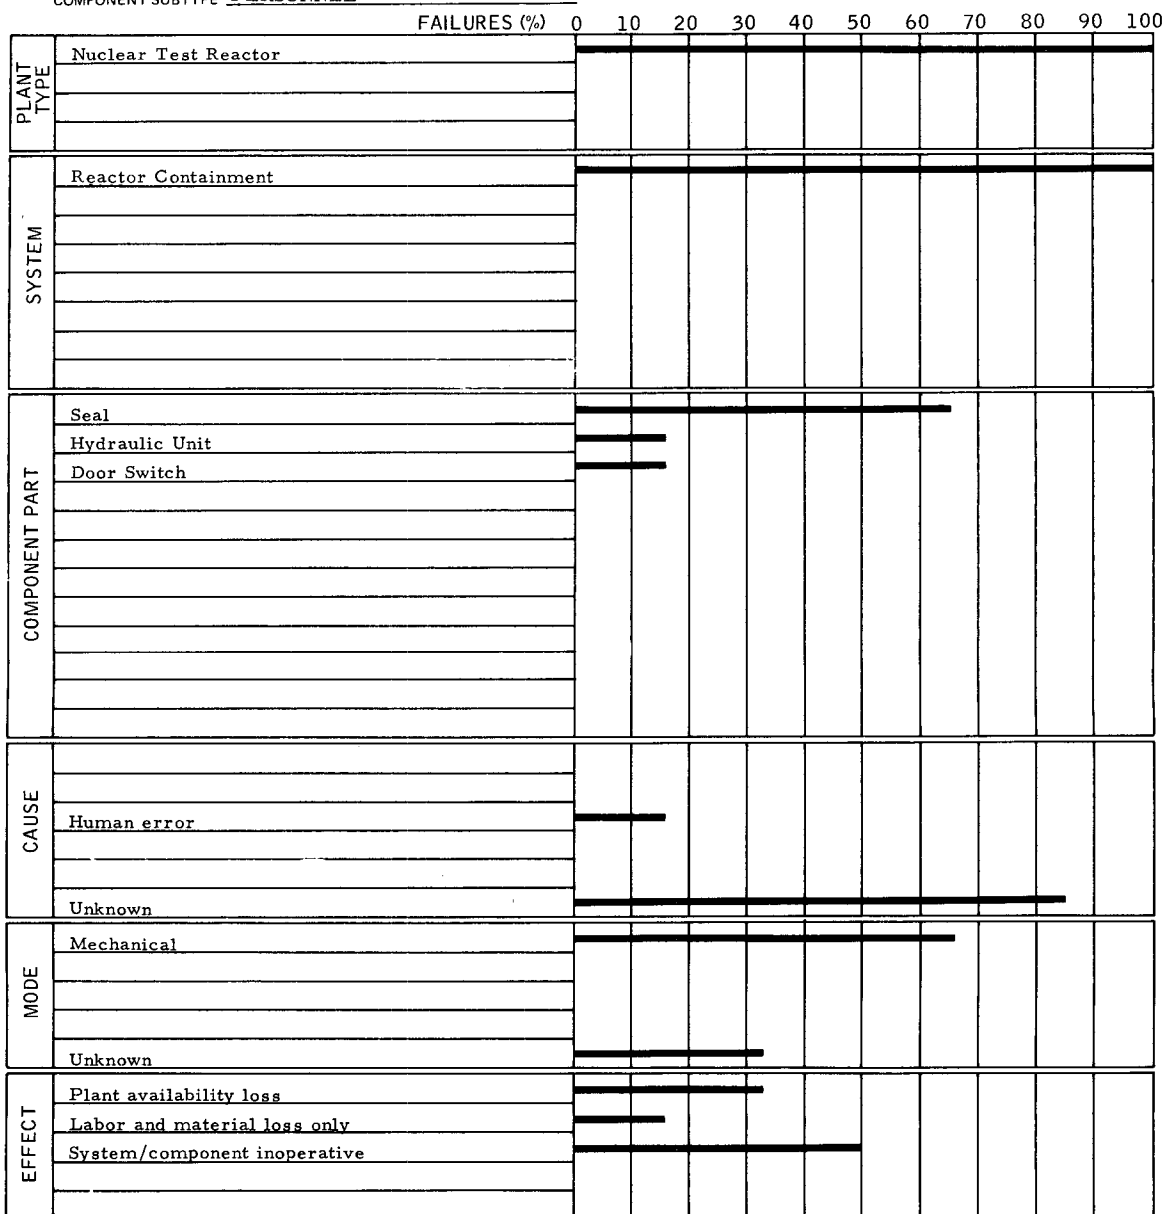 COMPONENT SUBTYPE
FAILURES (%) 0 10 20 30 40 50 60 70 80 90 100
PLANT TYPE
Nuclear Test Reactor
SYSTEM
Reactor Containment
COMPONENT PART
Seal
Hydraulic Unit
Door Switch
CAUSE
Human error
Unknown
MODE
Mechanical
Unknown
EFFECT
Plant availability loss
Labor and material loss only
System/component inoperative